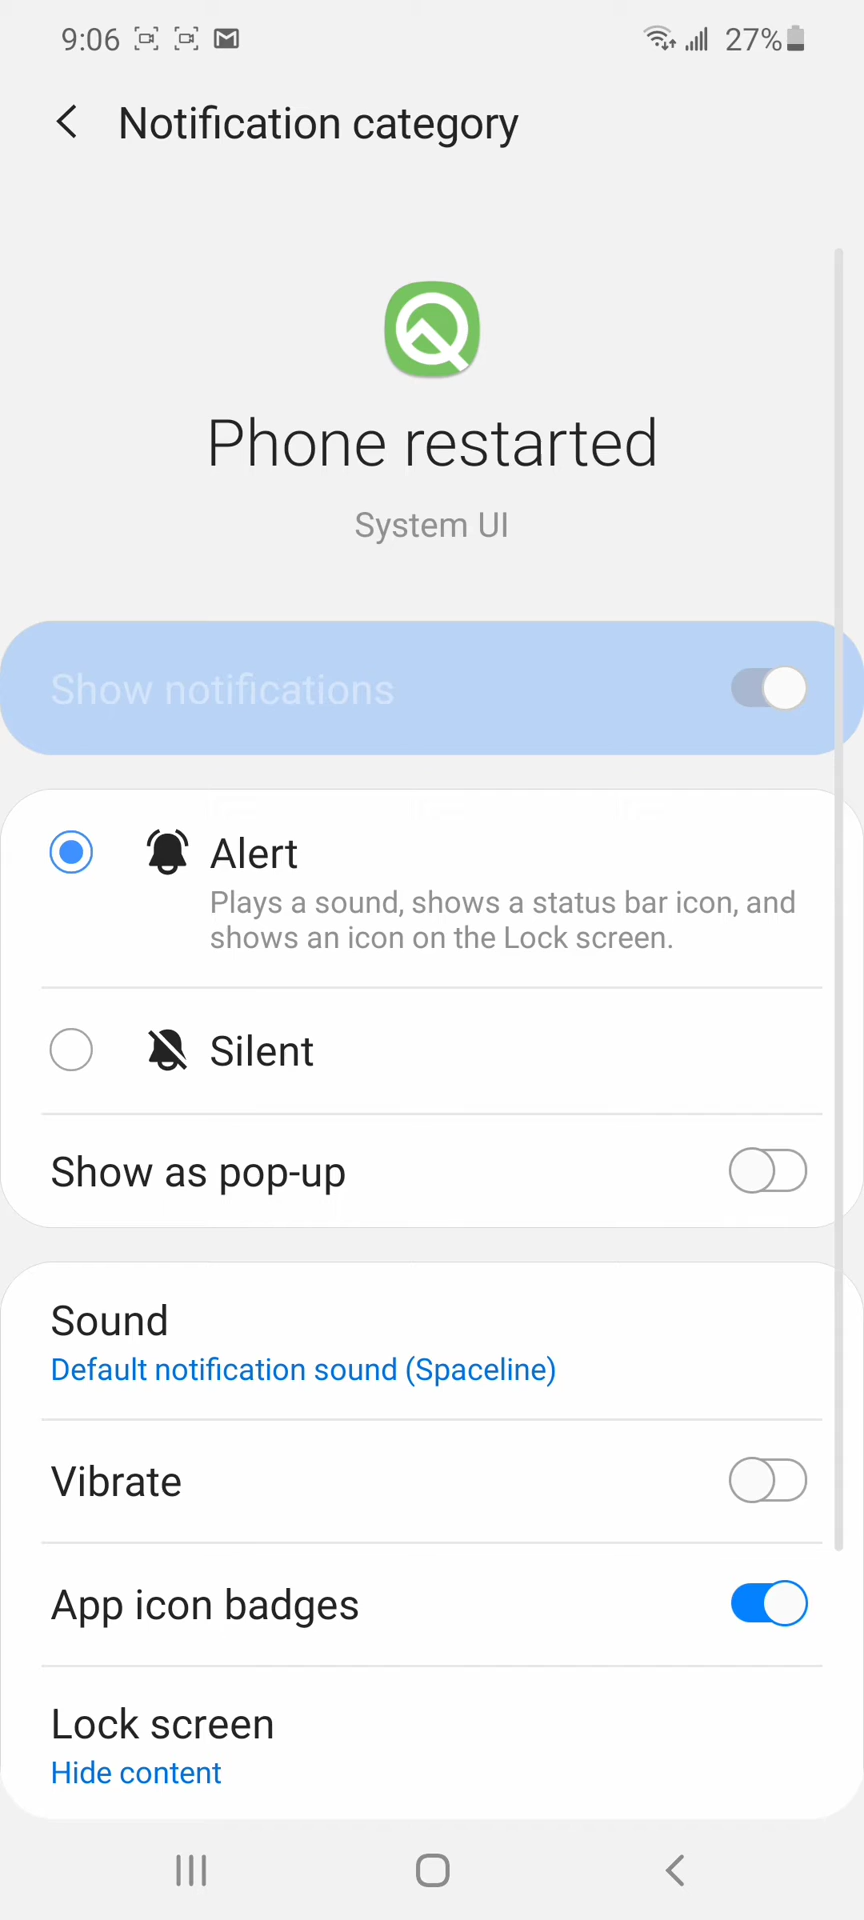 9:06
27%
Notification category
Phone restarted
System UI
Show notifications
Alert
Plays a sound, shows a status bar icon, and
shows an icon on the Lock screen.
Silent
Show as pop-up
Sound
Default notification sound (Spaceline)
Vibrate
App icon badges
Lock screen
Hide content